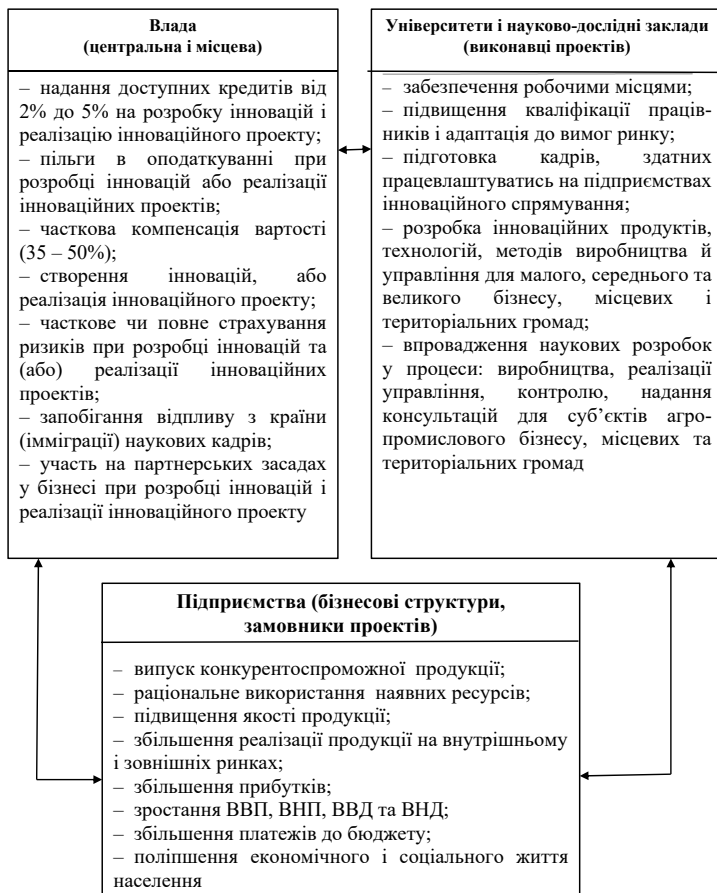 Влада
(центральна і місцева)
– надання доступних кредитів від
2% до 5% на розробку інновацій і
реалізацію інноваційного проекту;
– пільги в оподаткуванні при
розробці інновацій або реалізації
інноваційних проектів;
– часткова компенсація вартості
(35 – 50%);
– створення інновацій, або
реалізація інноваційного проекту;
– часткове чи повне страхування
ризиків при розробці інновацій та
(або) реалізації інноваційних
проектів;
– запобігання відпливу з країни
(імміграції) наукових кадрів;
– участь на партнерських засадах
у бізнесі при розробці інновацій і
реалізації інноваційного проекту
Університети і науково-дослідні заклади
(виконавці проектів)
– забезпечення робочими місцями;
– підвищення кваліфікації праців-
ників і адаптація до вимог ринку;
– підготовка кадрів, здатних
працевлаштуватись на підприємствах
інноваційного спрямування;
– розробка інноваційних продуктів,
технологій, методів виробництва й
управління для малого, середнього та
великого бізнесу, місцевих і
територіальних громад;
– впровадження наукових розробок
у процеси: виробництва, реалізації
управління, контролю, надання
консультацій для суб’єктів агро-
промислового бізнесу, місцевих та
територіальних громад
Підприємства (бізнесові структури,
замовники проектів)
– випуск конкурентоспроможної продукції;
– раціональне використання наявних ресурсів;
– підвищення якості продукції;
– збільшення реалізації продукції на внутрішньому
і зовнішніх ринках;
– збільшення прибутків;
– зростання ВВП, ВНП, ВВД та ВНД;
– збільшення платежів до бюджету;
– поліпшення економічного і соціального життя
населення